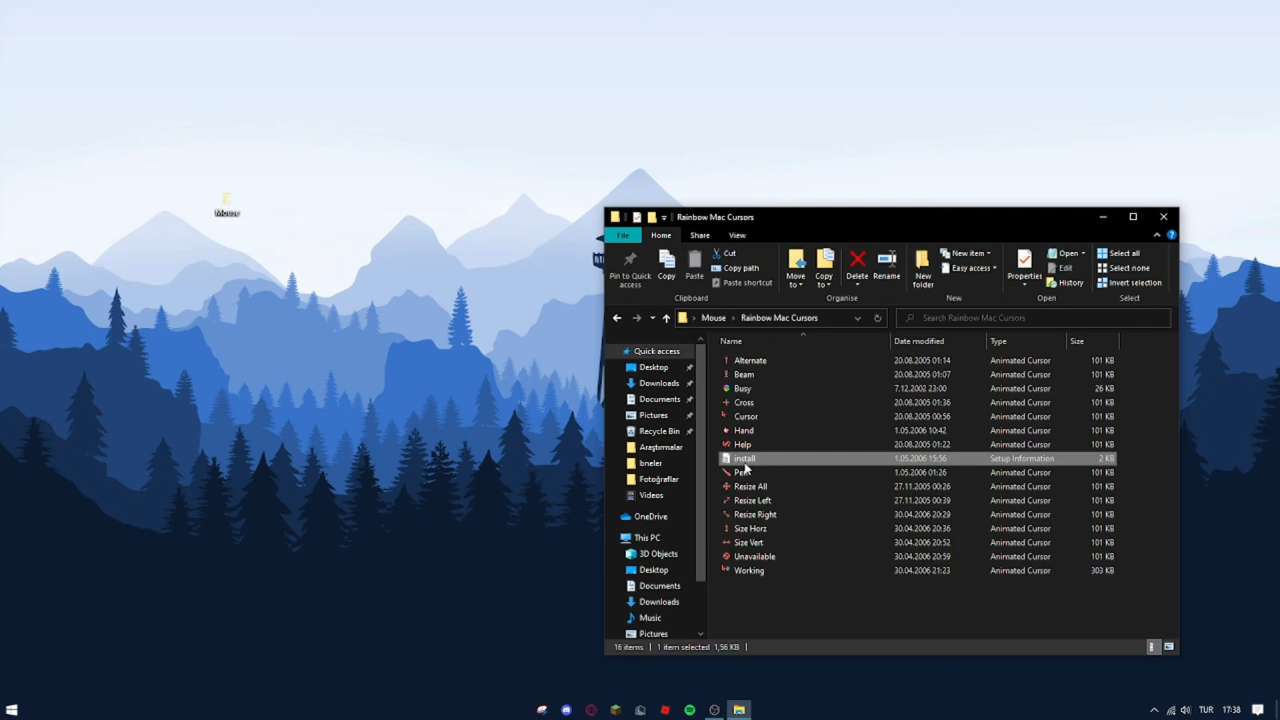 Mouse
Rainbow Mac Cursors
File Home Share View
Pin to Quick access
Copy
Paste
Cut
Copy path
Paste shortcut
Move to
Copy to
Delete
Rename
New folder
New item
Easy access
Properties
Open
Edit
History
Select all
Select none
Invert selection
Clipboard Organise New Open Select
Mouse Rainbow Mac Cursors
Search Rainbow Mac Cursors
Quick access
Desktop
Downloads
Documents
Pictures
Recycle Bin
Araştırmalar
bneler
Fotoğraflar
Videos
OneDrive
This PC
3D Objects
Desktop
Documents
Downloads
Music
Pictures
Name Date modified Type Size
Alternate 20.08.2005 01:14 Animated Cursor 101 KB
Beam 20.08.2005 01:07 Animated Cursor 101 KB
Busy 7.12.2002 23:00 Animated Cursor 26 KB
Cross 20.08.2005 01:36 Animated Cursor 101 KB
Cursor 20.08.2005 00:56 Animated Cursor 101 KB
Hand 1.05.2006 10:42 Animated Cursor 101 KB
Help 20.08.2005 01:22 Animated Cursor 101 KB
install 1.05.2006 15:56 Setup Information 2 KB
Pen 1.05.2006 01:26 Animated Cursor 101 KB
Resize All 27.11.2005 00:26 Animated Cursor 101 KB
Resize Left 27.11.2005 00:39 Animated Cursor 101 KB
Resize Right 30.04.2006 20:29 Animated Cursor 101 KB
Size Horz 30.04.2006 20:36 Animated Cursor 101 KB
Size Vert 30.04.2006 20:52 Animated Cursor 101 KB
Unavailable 30.04.2006 20:59 Animated Cursor 101 KB
Working 30.04.2006 21:23 Animated Cursor 303 KB
16 items 1 item selected 1,56 KB
TUR 17:38